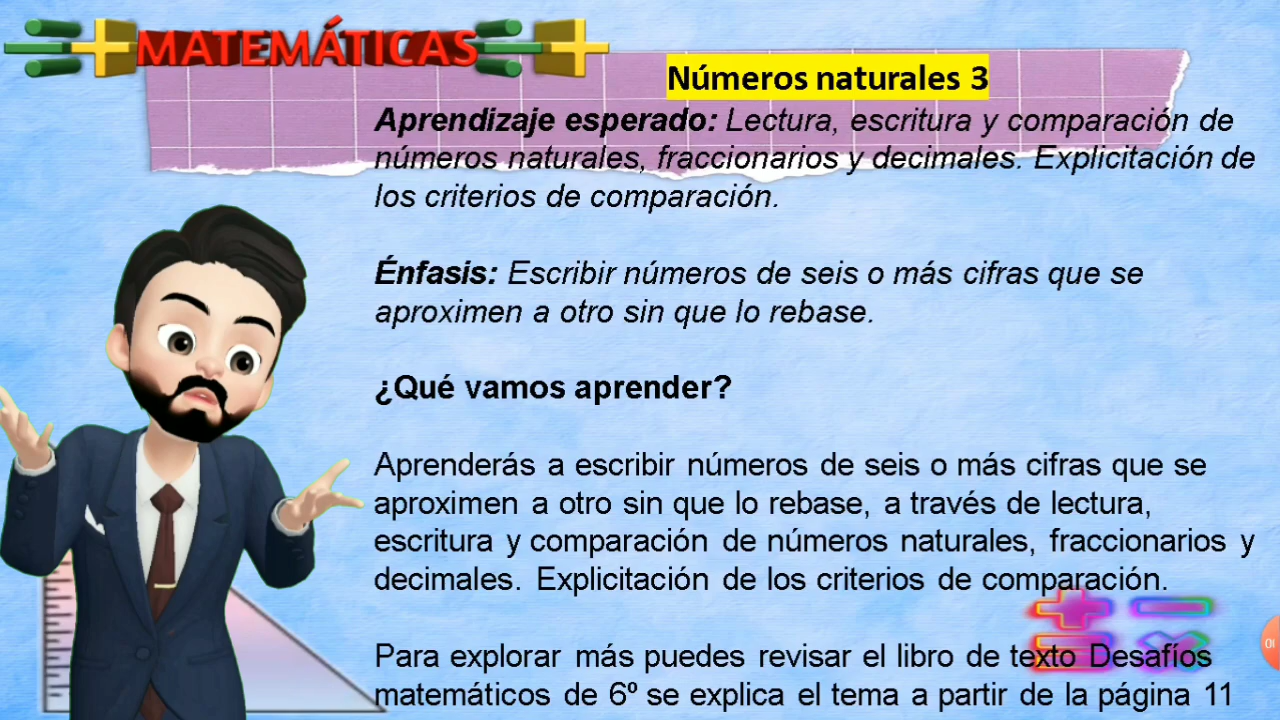 MATEMÁTICAS
Números naturales 3
Aprendizaje esperado: Lectura, escritura y comparación de
números naturales, fraccionarios y decimales. Explicitación de
los criterios de comparación.
Énfasis: Escribir números de seis o más cifras que se
aproximen a otro sin que lo rebase.
¿Qué vamos aprender?
Aprenderás a escribir números de seis o más cifras que se
aproximen a otro sin que lo rebase, a través de lectura,
escritura y comparación de números naturales, fraccionarios y
decimales. Explicitación de los criterios de comparación.
Para explorar más puedes revisar el libro de texto Desafíos
matemáticos de 6º se explica el tema a partir de la página 11